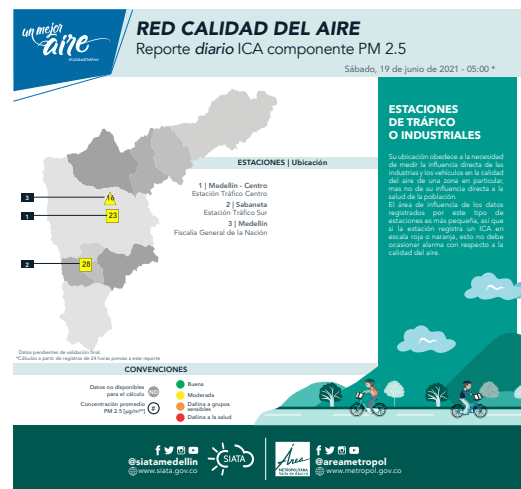 un mejor
aire
#CalidadDelAire
RED CALIDAD DEL AIRE
Reporte diario ICA componente PM 2.5
Sábado, 19 de junio de 2021 - 05:00 *
ESTACIONES | Ubicación
1 | Medellín - Centro
Estación Tráfico Centro
2 | Sabaneta
Estación Tráfico Sur
3 | Medellín
Fiscalía General de la Nación
3
16
1
23
2
28
ESTACIONES
DE TRÁFICO
O INDUSTRIALES
Su ubicación obedece a la necesidad
de medir la influencia directa de las
industrias y los vehículos en la calidad
del aire de una zona en particular,
mas no de su influencia directa a la
salud de la población.
El área de influencia de los datos
registrados por este tipo de
estaciones es más pequeña, así que
si la estación registra un ICA en
escala roja o naranja, esto no debe
ocasionar alarma con respecto a la
calidad del aire.
Datos pendientes de validación final.
*Cálculos a partir de registros de 24 horas previas a este reporte
CONVENCIONES
Datos no disponibles
para el cálculo
ND
Concentración promedio
PM 2.5 [µg/m³]
#
Buena
Moderada
Dañina a grupos
sensibles
Dañina a la salud
@siatamedellin
www.siata.gov.co
SIATA
Área
METROPOLITANA
Valle de Aburrá
@areametropol
www.metropol.gov.co